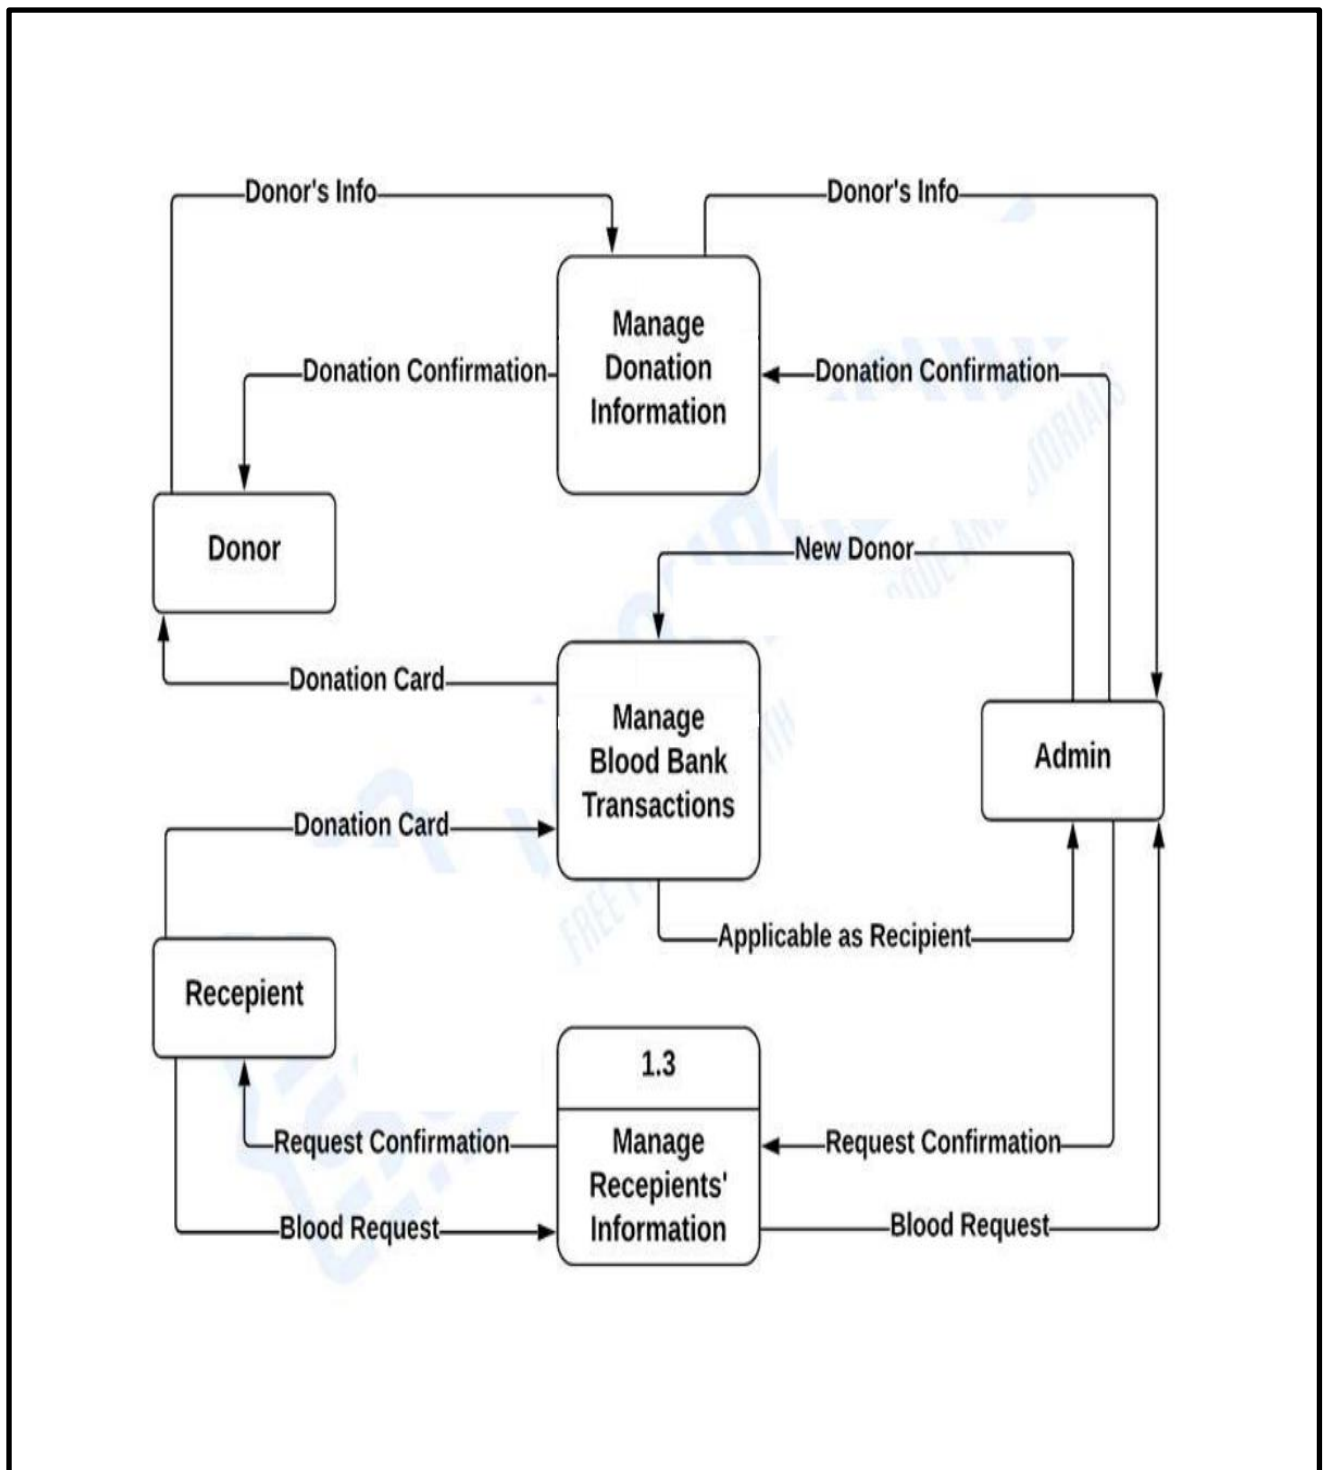 Donor's Info
Donor's Info
Manage
Donation
Information
Donation Confirmation
Donation Confirmation
Donor
New Donor
Donation Card
Manage
Blood Bank
Transactions
Admin
Donation Card
Applicable as Recipient
Recepient
1.3
Manage
Recepients'
Information
Request Confirmation
Request Confirmation
Blood Request
Blood Request